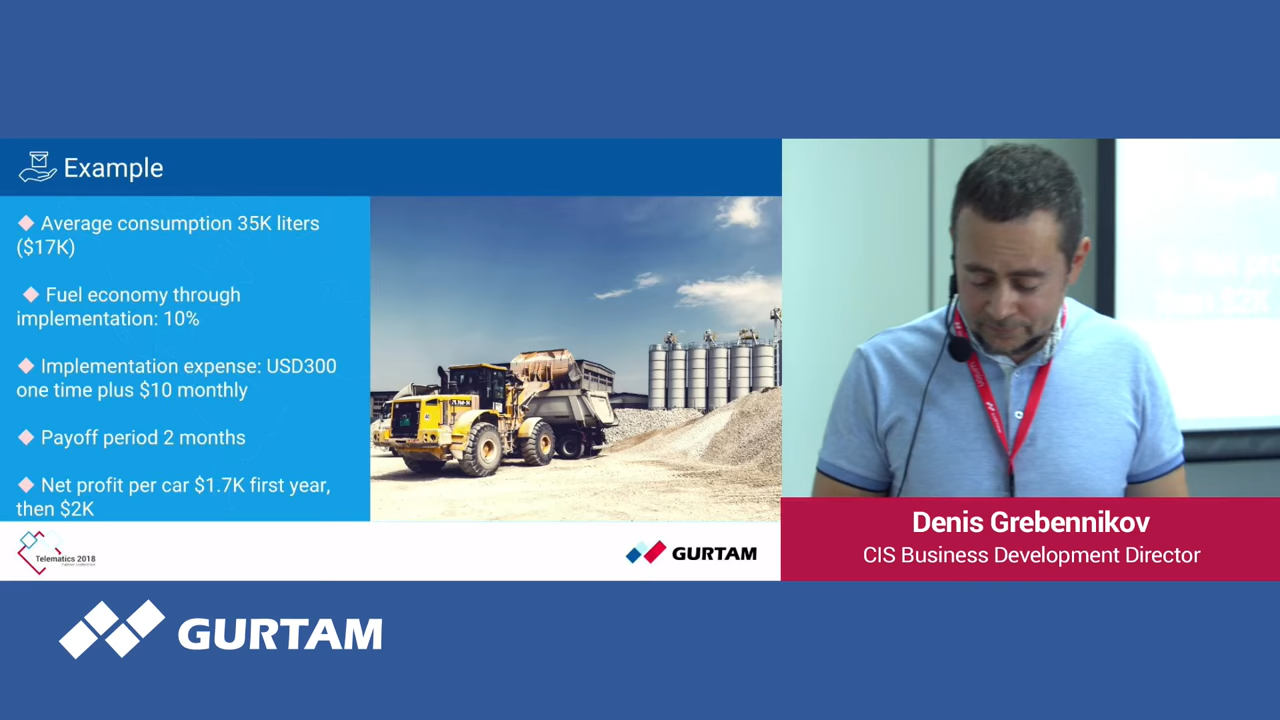 Example
Average consumption 35K liters
($17K)
Fuel economy through
implementation: 10%
Implementation expense: USD300
one time plus $10 monthly
Payoff period 2 months
Net profit per car $1.7K first year,
then $2K
Telematics 2018
GURTAM
Denis Grebennikov
CIS Business Development Director
GURTAM